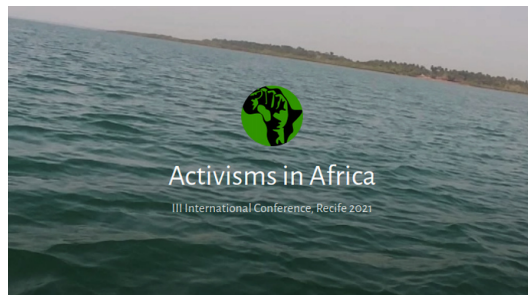 Activisms in Africa
III International Conference, Recife 2021